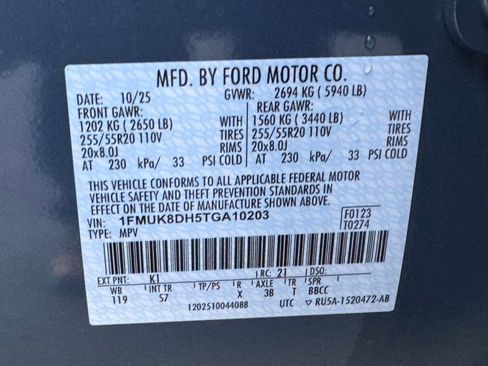 MFD. BY FORD MOTOR CO.
DATE: 10/25 GVWR: 2694 KG ( 5940 LB)
FRONT GAWR: REAR GAWR:
1202 KG ( 2650 LB) WITH 1560 KG ( 3440 LB) WITH
255/55R20 110V TIRES 255/55R20 110V TIRES
20x8.0J RIMS 20x8.0J RIMS
AT 230 kPa/ 33 PSI COLD AT 230 kPa/ 33 PSI COLD
THIS VEHICLE CONFORMS TO ALL APPLICABLE FEDERAL MOTOR
VEHICLE SAFETY AND THEFT PREVENTION STANDARDS IN
EFFECT ON THE DATE OF MANUFACTURE SHOWN ABOVE.
VIN: 1FMUK8DH5TGA10203 F0123
TYPE: MPV T0274
EXT PNT: K1 RC: 21 DSO:
WB INT TR TP/PS R AXLE TR SPR
119 S7 X 3B T BBCC
1202510044088 UTC ▽ RU5A-1520472-AB